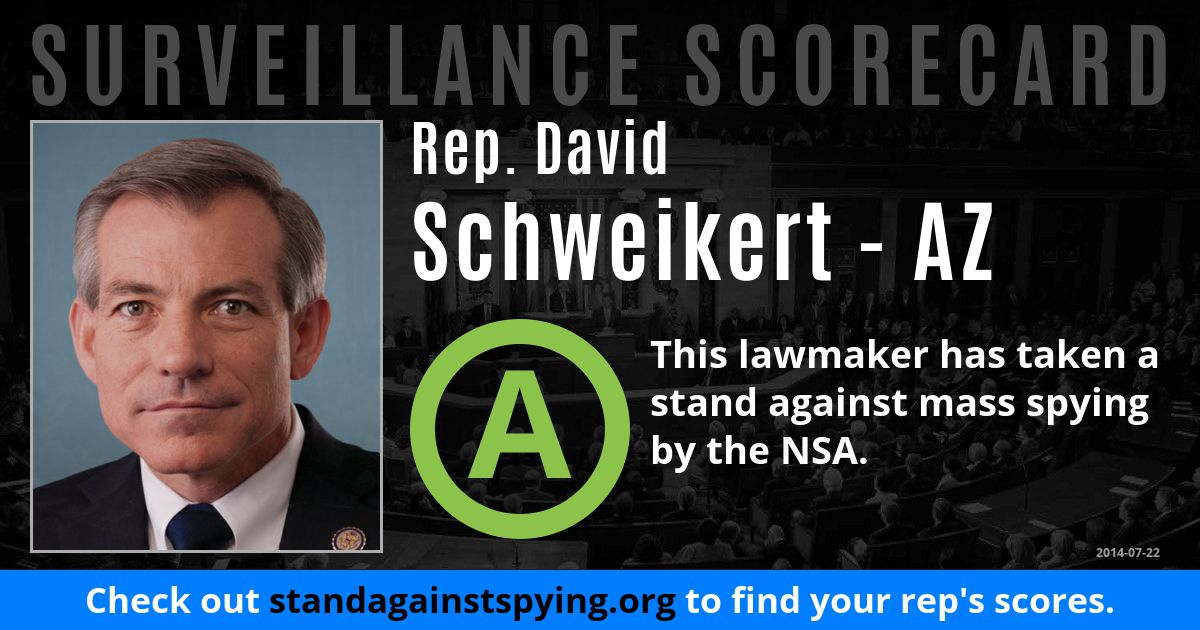 SURVEILLANCE SCORECARD
Rep. David
Schweikert - AZ
A
This lawmaker has taken a
stand against mass spying
by the NSA.
2014-07-22
Check out standagainstspying.org to find your rep's scores.